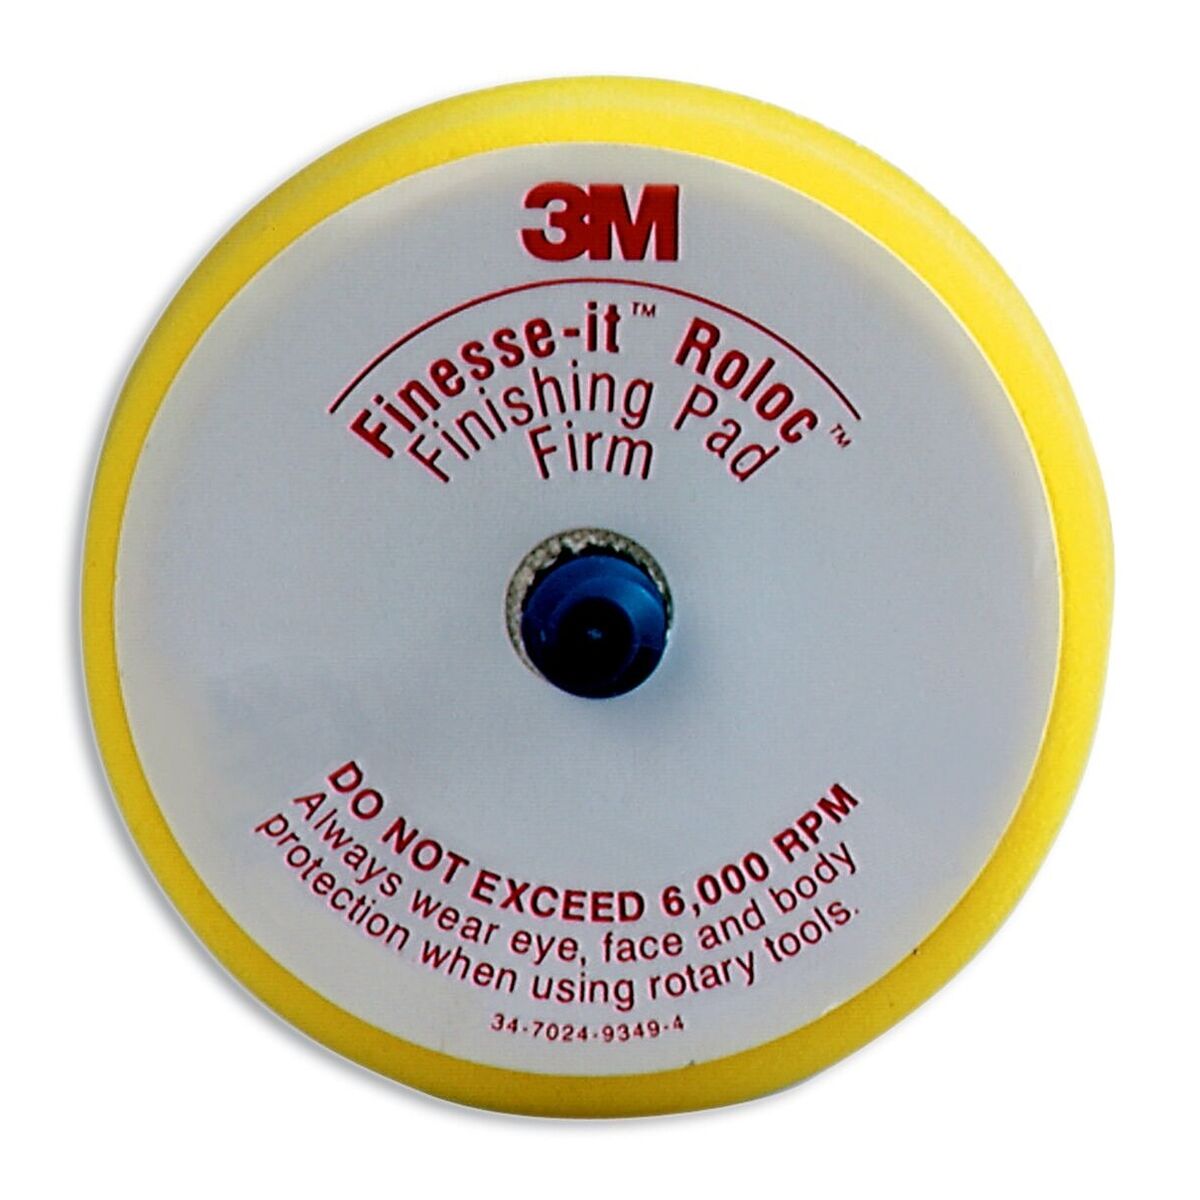 3M
Finesse-it™ Roloc™
Finishing Pad
Firm
DO NOT EXCEED 6,000 RPM
Always wear eye, face and body
protection when using rotary tools.
34-7024-9349-4